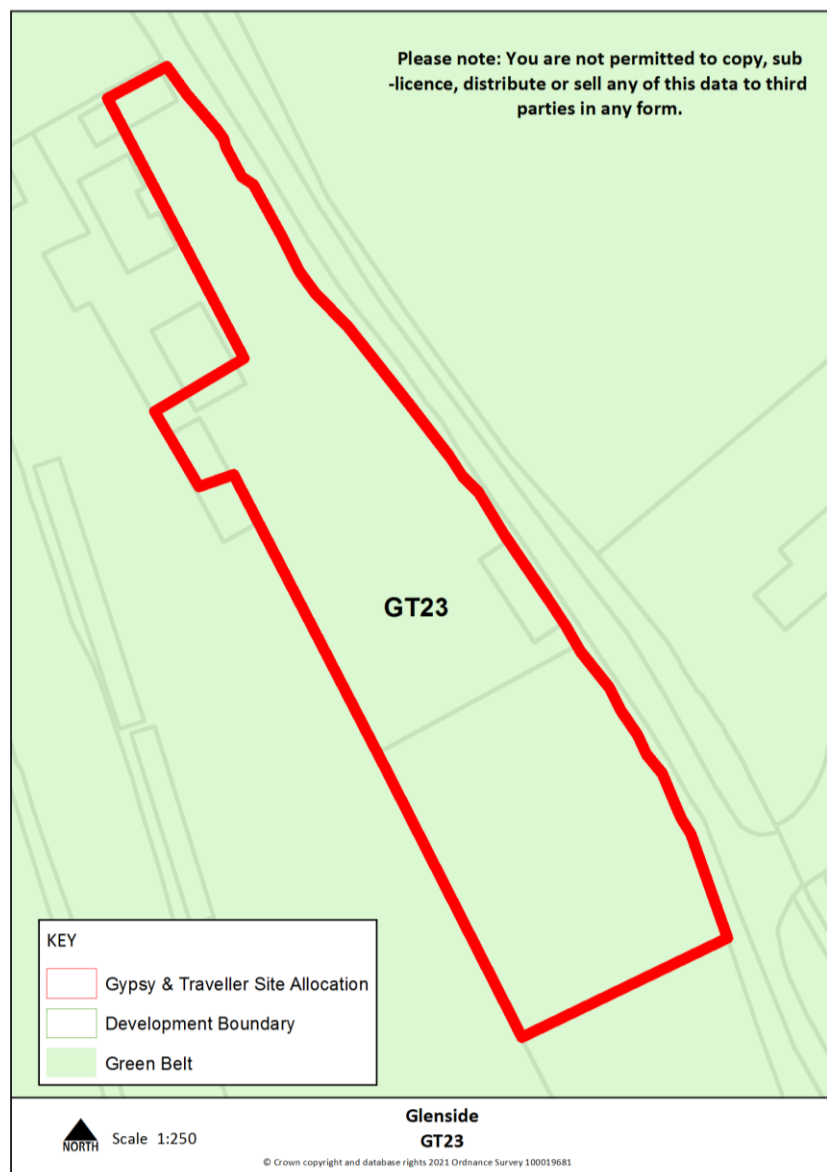 Please note: You are not permitted to copy, sub
-licence, distribute or sell any of this data to third
parties in any form.
GT23
KEY
Gypsy & Traveller Site Allocation
Development Boundary
Green Belt
NORTH
Scale 1:250
Glenside
GT23
© Crown copyright and database rights 2021 Ordnance Survey 100019681